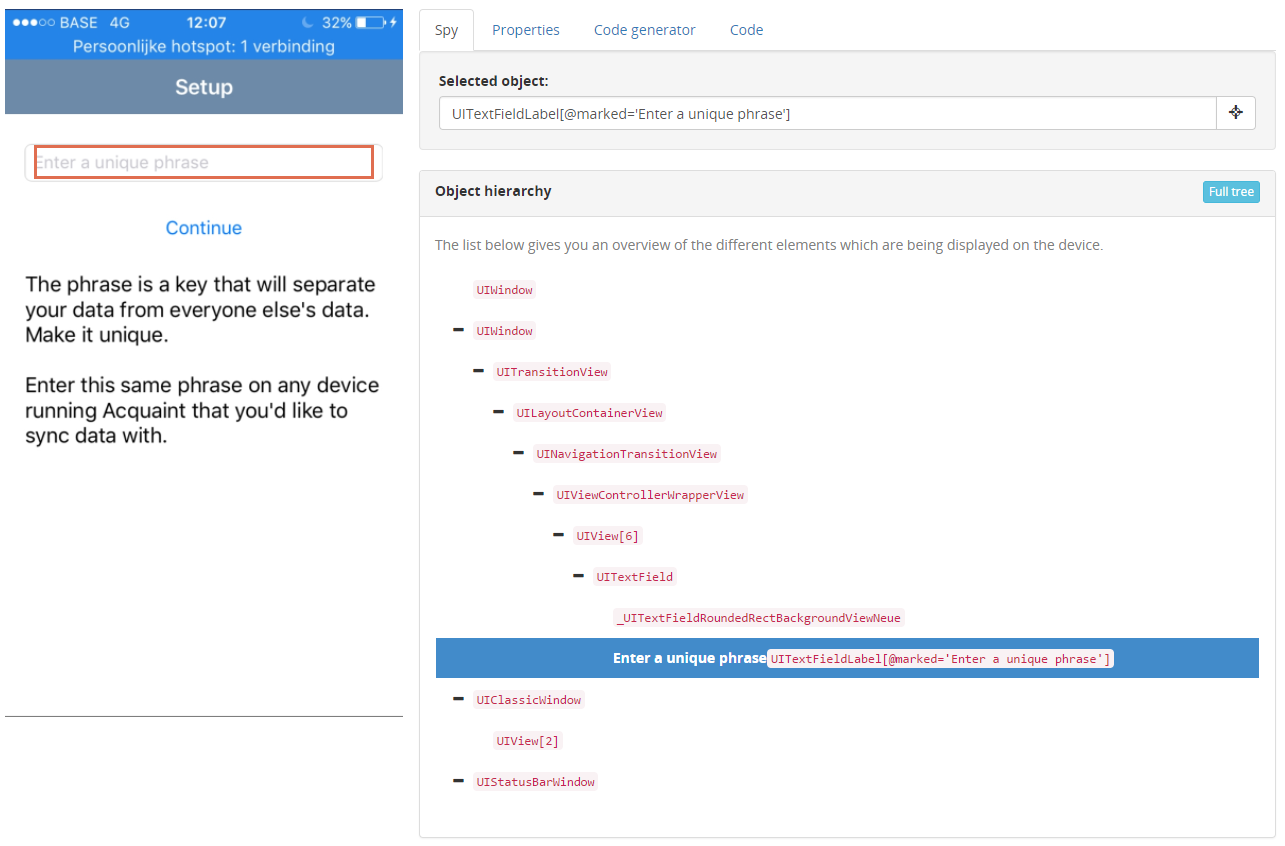 BASE 4G 12:07 32%
Persoonlijke hotspot: 1 verbinding
Setup
Enter a unique phrase
Continue
The phrase is a key that will separate
your data from everyone else's data.
Make it unique.
Enter this same phrase on any device
running Acquaint that you'd like to
sync data with.
Spy Properties Code generator Code
Selected object:
UITextFieldLabel[@marked='Enter a unique phrase']
Object hierarchy Full tree
The list below gives you an overview of the different elements which are being displayed on the device.
UIWindow
UIWindow
UITransitionView
UILayoutContainerView
UINavigationTransitionView
UIViewControllerWrapperView
UIView[6]
UITextField
_UITextFieldRoundedRectBackgroundViewNeue
Enter a unique phrase UITextFieldLabel[@marked='Enter a unique phrase']
UIClassicWindow
UIView[2]
UIStatusBarWindow